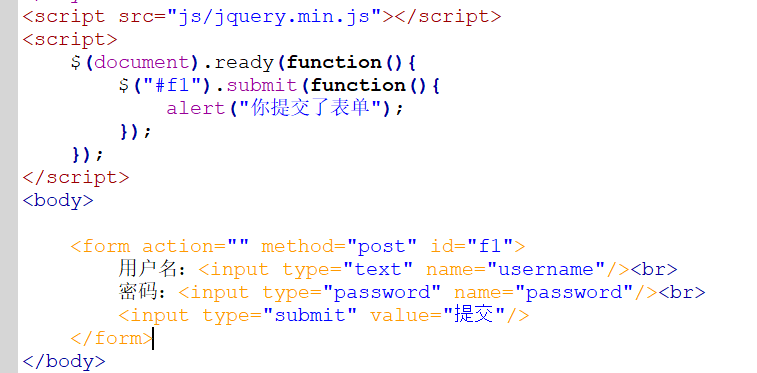 <script src="js/jquery.min.js"></script>
<script>
    $(document).ready(function(){
        $("#f1").submit(function(){
            alert("你提交了表单");
        });
    });
</script>
<body>
    <form action="" method="post" id="f1">
        用户名：<input type="text" name="username"/><br>
        密码：<input type="password" name="password"/><br>
        <input type="submit" value="提交"/>
    </form>
</body>